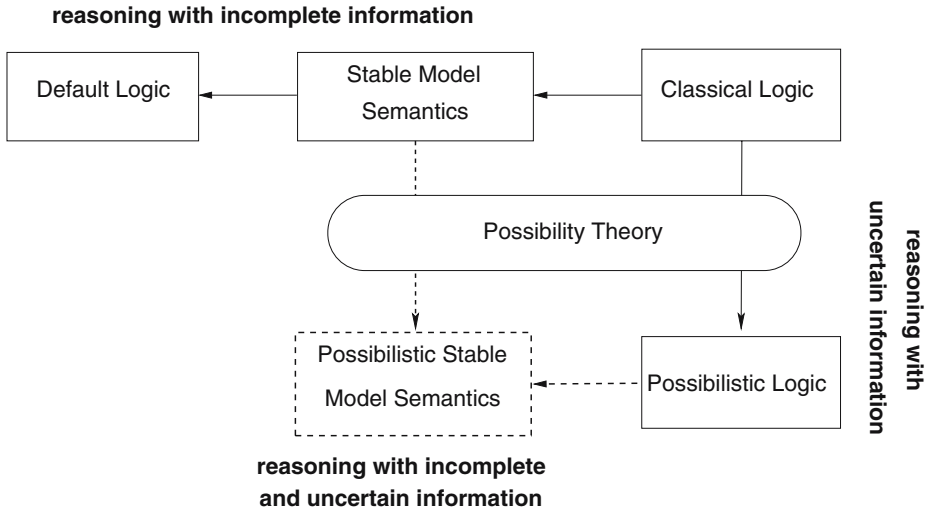 reasoning with incomplete information
Default Logic
Stable Model
Semantics
Classical Logic
Possibility Theory
reasoning with
uncertain information
Possibilistic Stable
Model Semantics
Possibilistic Logic
reasoning with incomplete
and uncertain information